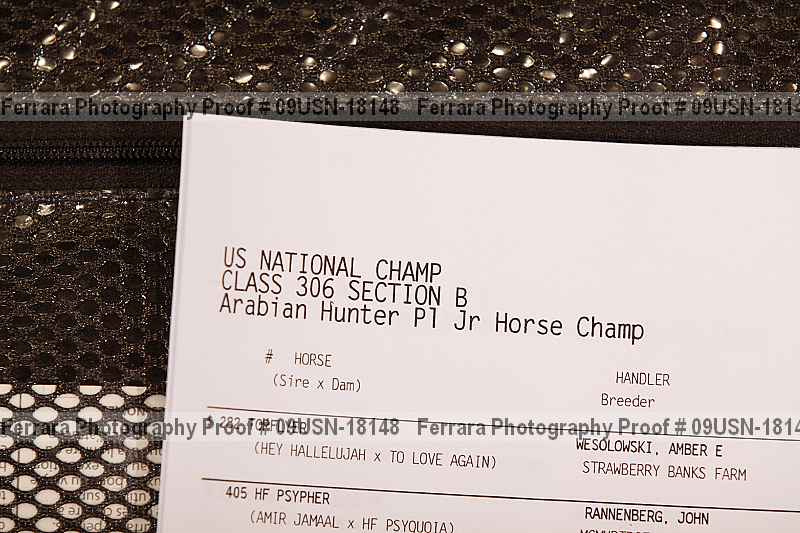 Ferrara Photography Proof # 09USN-18148 Ferrara Photography Proof # 09USN-1814
US NATIONAL CHAMP
CLASS 306 SECTION B
Arabian Hunter Pl Jr Horse Champ
# HORSE HANDLER
(Sire x Dam) Breeder
Ferrara Photography Proof # 09USN-18148 Ferrara Photography Proof # 09USN-1814
282 FOREVER WESOLOWSKI, AMBER E
(HEY HALLELUJAH x TO LOVE AGAIN) STRAWBERRY BANKS FARM
405 HF PSYPHER RANNENBERG, JOHN
(AMIR JAMAAL x HF PSYQUOIA)